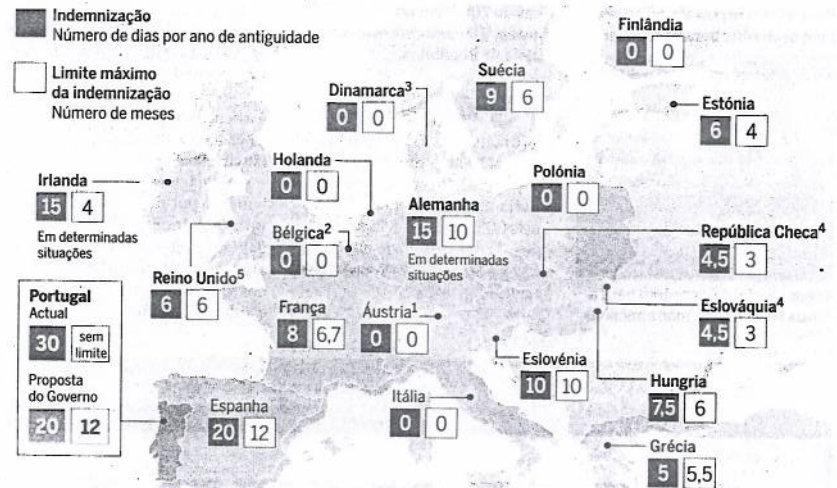 Indemnização
Número de dias por ano de antiguidade
Limite máximo
da indemnização
Número de meses
Finlândia
0 0
Suécia
9 6
Dinamarca³
0 0
Estónia
6 4
Holanda
0 0
Irlanda
15 4
Em determinadas
situações
Polónia
0 0
Alemanha
15 10
Em determinadas
situações
Bélgica²
0 0
República Checa⁴
4,5 3
Reino Unido⁵
6 6
Portugal
Actual
30 sem
limite
Proposta
do Governo
20 12
França
8 6,7
Áustria¹
0 0
Eslováquia⁴
4,5 3
Eslovénia
10 10
Hungria
7,5 6
Espanha
20 12
Itália
0 0
Grécia
5 5,5